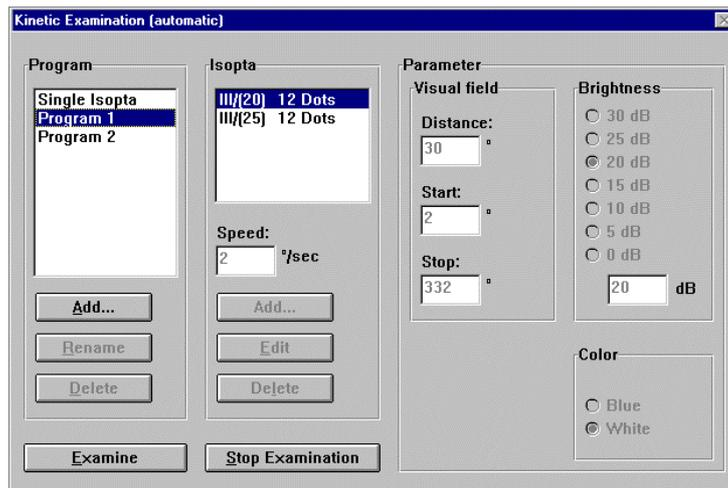 Kinetic Examination (automatic)
Program
Single Isopta
Program 1
Program 2
Add...
Rename
Delete
Examine
Isopta
III/(20) 12 Dots
III/(25) 12 Dots
Speed:
2 °/sec
Add...
Edit
Delete
Stop Examination
Parameter
Visual field
Distance:
30 °
Start:
2 °
Stop:
332 °
Brightness
30 dB
25 dB
20 dB
15 dB
10 dB
5 dB
0 dB
20 dB
Color
Blue
White